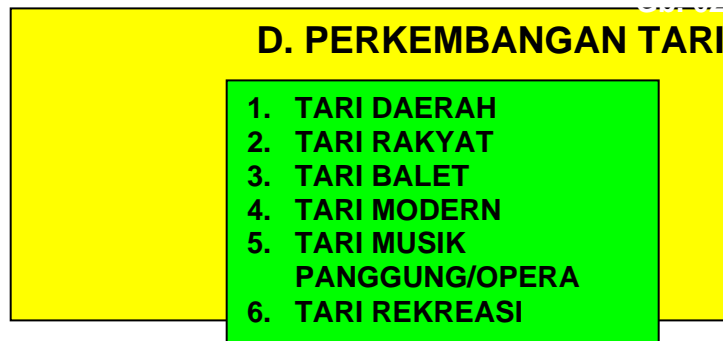 D. PERKEMBANGAN TARI
1. TARI DAERAH
2. TARI RAKYAT
3. TARI BALET
4. TARI MODERN
5. TARI MUSIK
PANGGUNG/OPERA
6. TARI REKREASI